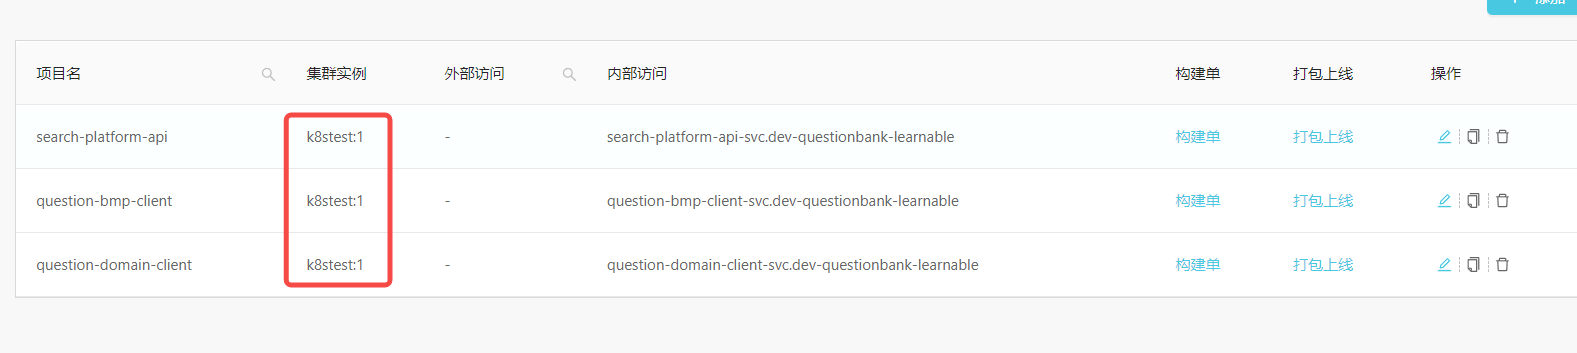 添加
项目名 集群实例 外部访问 内部访问 构建单 打包上线 操作
search-platform-api k8stest:1 - search-platform-api-svc.dev-questionbank-learnable 构建单 打包上线
question-bmp-client k8stest:1 - question-bmp-client-svc.dev-questionbank-learnable 构建单 打包上线
question-domain-client k8stest:1 - question-domain-client-svc.dev-questionbank-learnable 构建单 打包上线